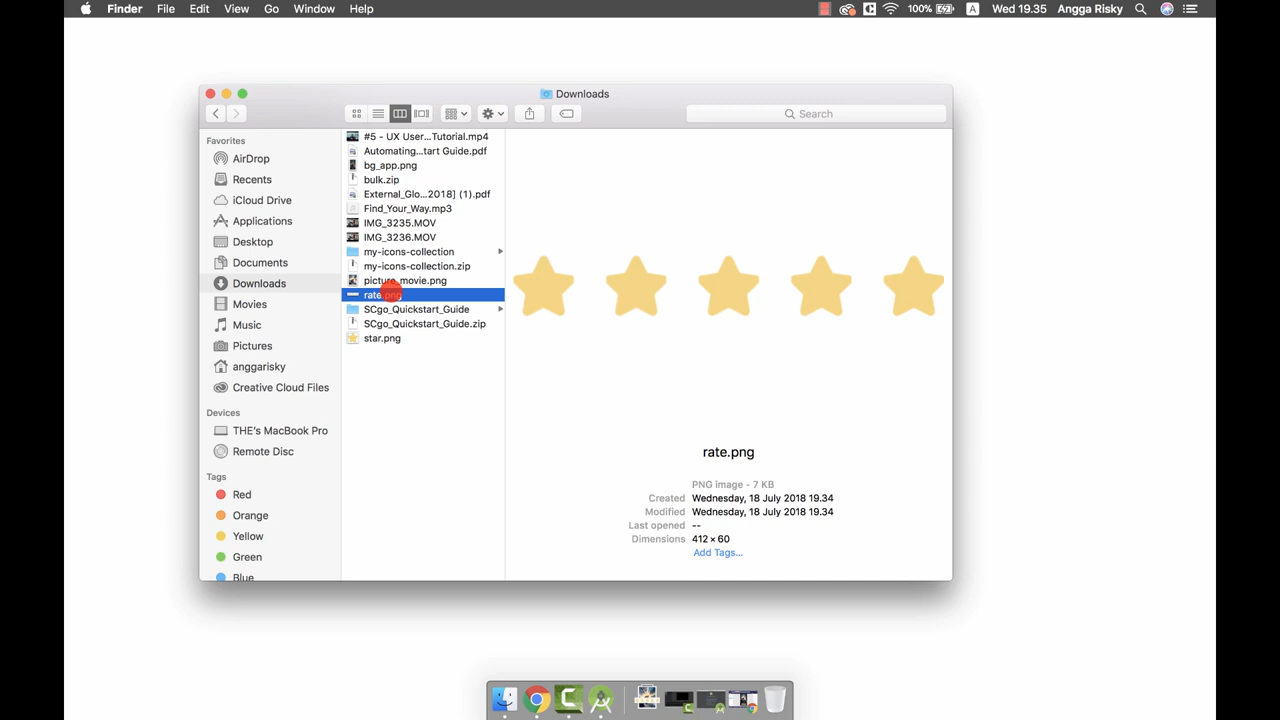 Finder File Edit View Go Window Help 100% A Wed 19.35 Angga Risky
Downloads
Search
Favorites
AirDrop
Recents
iCloud Drive
Applications
Desktop
Documents
Downloads
Movies
Music
Pictures
anggarisky
Creative Cloud Files
Devices
THE's MacBook Pro
Remote Disc
Tags
Red
Orange
Yellow
Green
Blue
#5 - UX User...Tutorial.mp4
Automating...tart Guide.pdf
bg_app.png
bulk.zip
External_Glo...2018] (1).pdf
Find_Your_Way.mp3
IMG_3235.MOV
IMG_3236.MOV
my-icons-collection
my-icons-collection.zip
picture_movie.png
rate.png
SCgo_Quickstart_Guide
SCgo_Quickstart_Guide.zip
star.png
rate.png
PNG image - 7 KB
Created Wednesday, 18 July 2018 19.34
Modified Wednesday, 18 July 2018 19.34
Last opened --
Dimensions 412 × 60
Add Tags...